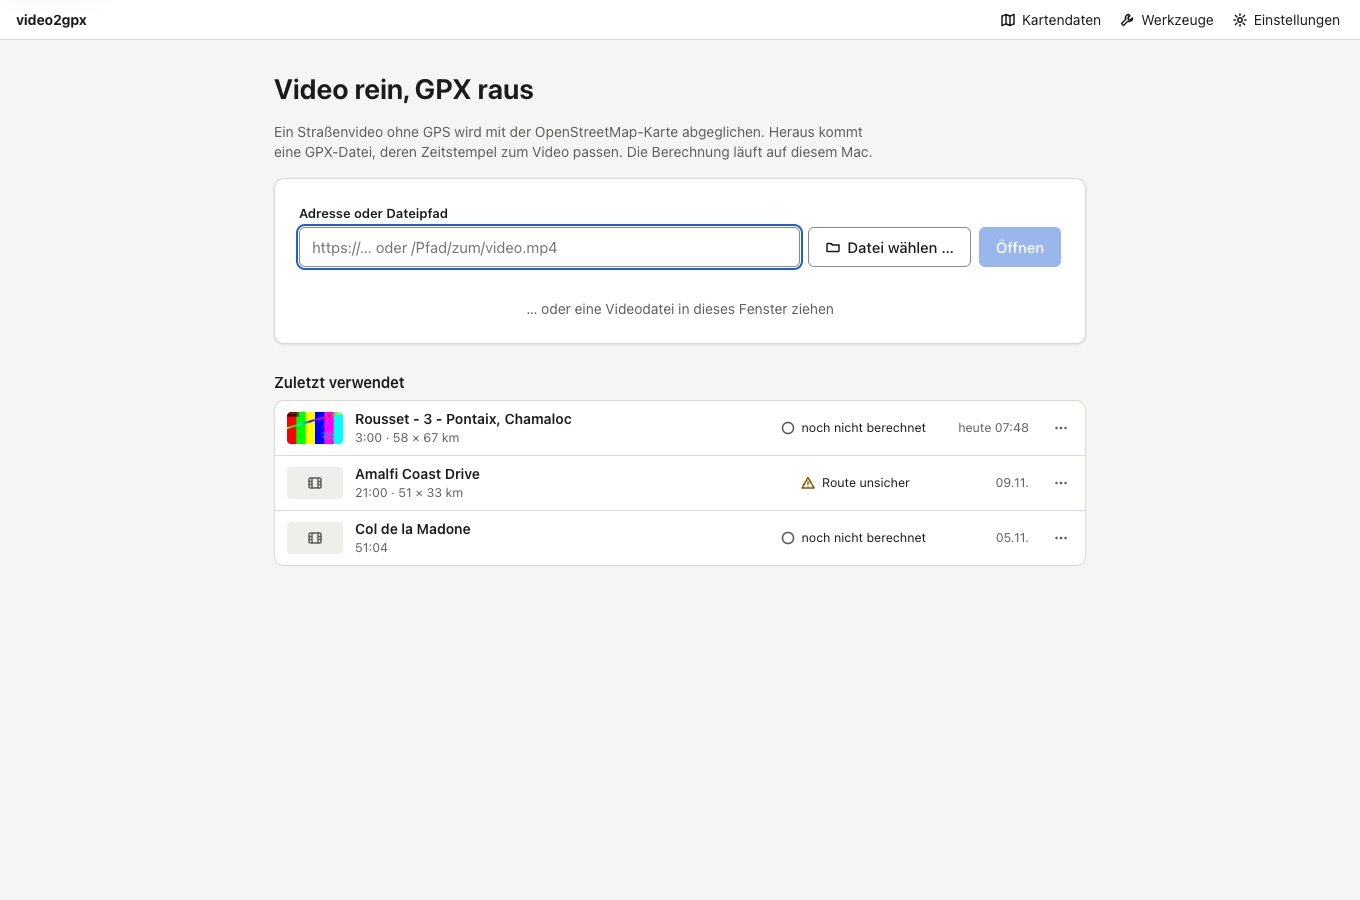 video2gpx
Kartendaten
Werkzeuge
Einstellungen
Video rein, GPX raus
Ein Straßenvideo ohne GPS wird mit der OpenStreetMap-Karte abgeglichen. Heraus kommt
eine GPX-Datei, deren Zeitstempel zum Video passen. Die Berechnung läuft auf diesem Mac.
Adresse oder Dateipfad
https://... oder /Pfad/zum/video.mp4
Datei wählen ...
Öffnen
... oder eine Videodatei in dieses Fenster ziehen
Zuletzt verwendet
Rousset - 3 - Pontaix, Chamaloc
3:00 · 58 × 67 km
noch nicht berechnet
heute 07:48
Amalfi Coast Drive
21:00 · 51 × 33 km
Route unsicher
09.11.
Col de la Madone
51:04
noch nicht berechnet
05.11.